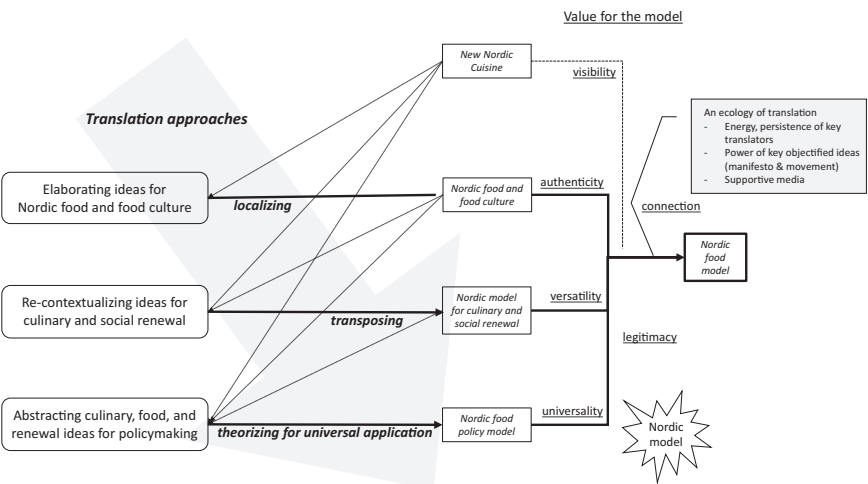 Value for the model
New Nordic
Cuisine
visibility
Translation approaches
An ecology of translation
- Energy, persistence of key
translators
- Power of key objectified ideas
(manifesto & movement)
- Supportive media
Elaborating ideas for
Nordic food and food culture
localizing
Nordic food and
food culture
authenticity
connection
Nordic
food
model
Re-contextualizing ideas for
culinary and social renewal
transposing
Nordic model
for culinary and
social renewal
versatility
legitimacy
Abstracting culinary, food, and
renewal ideas for policymaking
theorizing for universal application
Nordic food
policy model
universality
Nordic
model